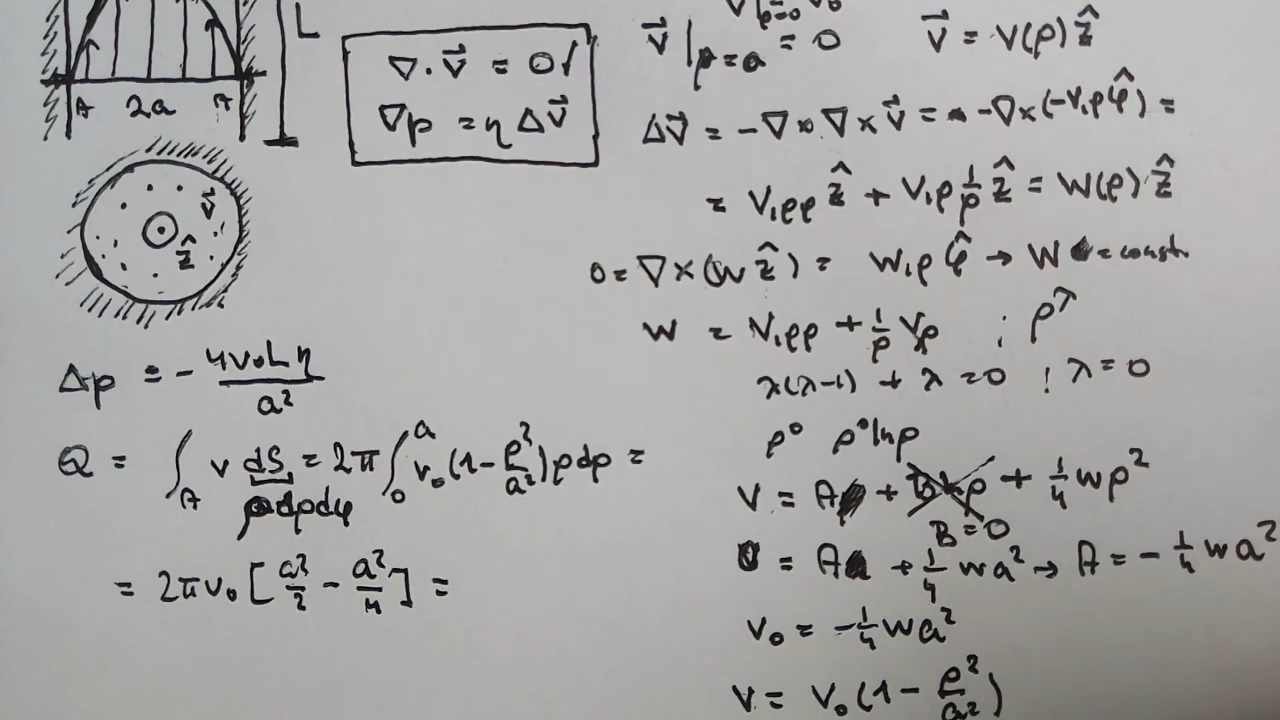 L
A 2a A
∇·v⃗ = 0 ✓
∇p = η Δv⃗
v⃗
ẑ
Δp = - 4v₀Lη / a²
Q = ∫_A v dS = 2π ∫₀^a v₀(1 - ρ²/a²) ρdρ =
ρdρdφ
= 2πv₀ [a²/2 - a²/4] =
v⃗|ρ=a = 0 v⃗ = v(ρ) ẑ
Δv⃗ = -∇×∇×v⃗ = -∇×(-v,ρ φ̂) =
= v,ρρ ẑ + v,ρ 1/ρ ẑ = w(ρ) ẑ
0 = ∇×(w ẑ) = w,ρ φ̂ → w = const.
w = v,ρρ + 1/ρ v,ρ ; ρ^λ
λ(λ-1) + λ = 0 ; λ = 0
ρ⁰ ρ⁰lnρ
v = A + B lnρ + 1/4 wρ²
B = 0
0 = A + 1/4 wa² → A = -1/4 wa²
v₀ = -1/4 wa²
v = v₀(1 - ρ²/a²)